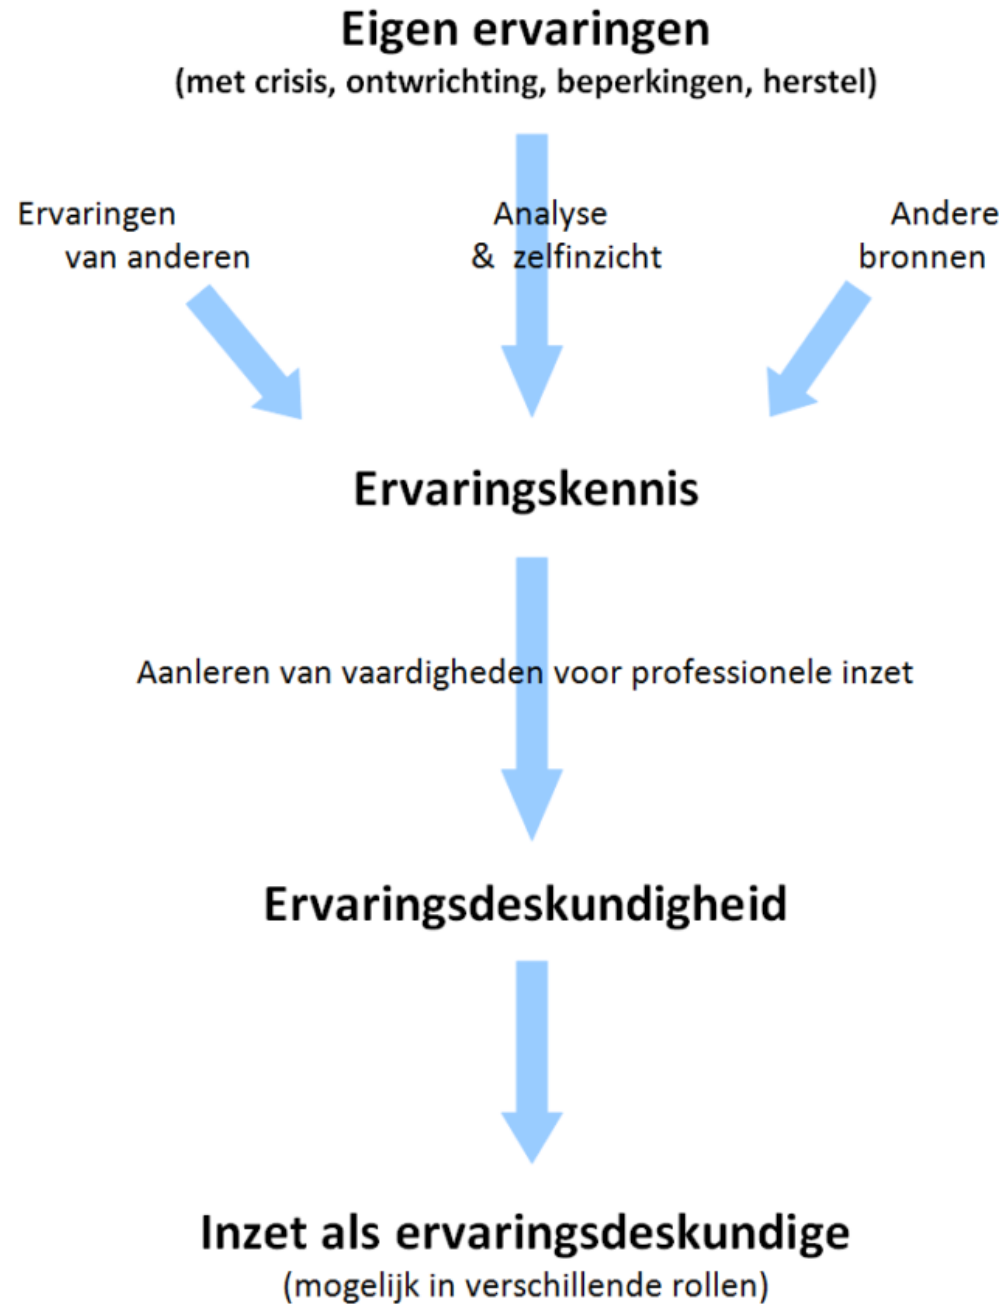 Eigen ervaringen
(met crisis, ontwrichting, beperkingen, herstel)
Ervaringen
van anderen
Analyse
& zelfinzicht
Andere
bronnen
Ervaringskennis
Aanleren van vaardigheden voor professionele inzet
Ervaringsdeskundigheid
Inzet als ervaringsdeskundige
(mogelijk in verschillende rollen)